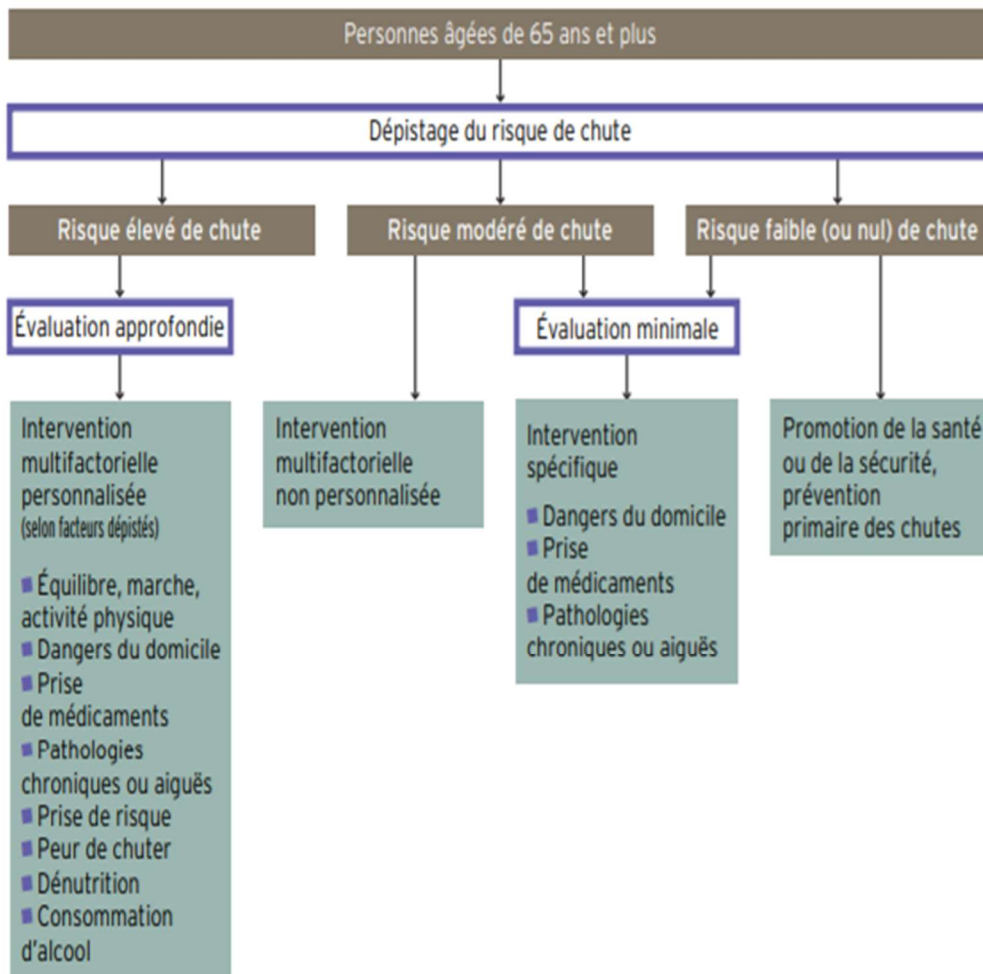 Personnes âgées de 65 ans et plus
Dépistage du risque de chute
Risque élevé de chute
Risque modéré de chute
Risque faible (ou nul) de chute
Évaluation approfondie
Évaluation minimale
Intervention
multifactorielle
personnalisée
(selon facteurs dépistés)
Équilibre, marche,
activité physique
Dangers du domicile
Prise
de médicaments
Pathologies
chroniques ou aiguës
Prise de risque
Peur de chuter
Dénutrition
Consommation
d'alcool
Intervention
multifactorielle
non personnalisée
Intervention
spécifique
Dangers du domicile
Prise
de médicaments
Pathologies
chroniques ou aiguës
Promotion de la santé
ou de la sécurité,
prévention
primaire des chutes